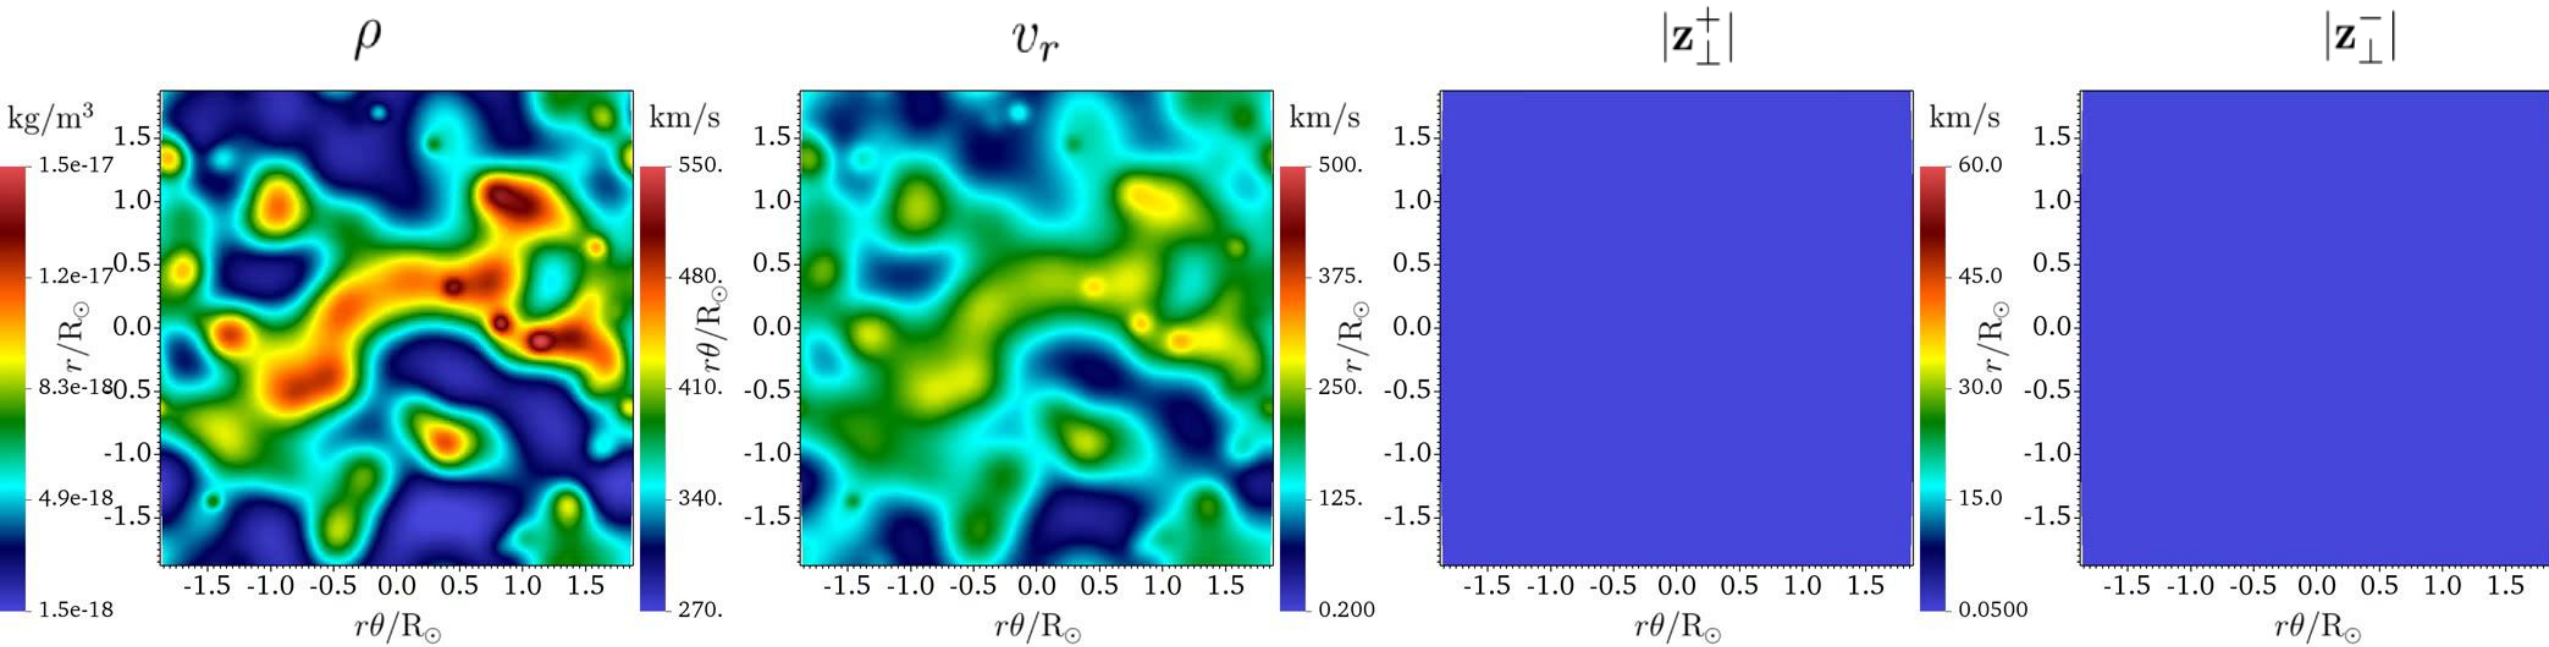 ρ
v_r
|z_⊥^+|
|z_⊥^-|
kg/m³
1.5e-17
1.2e-17
8.3e-18
4.9e-18
1.5e-18
r/R⊙
1.5
1.0
0.5
0.0
-0.5
-1.0
-1.5
-1.5 -1.0 -0.5 0.0 0.5 1.0 1.5
rθ/R⊙
km/s
550.
480.
410.
340.
270.
rθ/R⊙
1.5
1.0
0.5
0.0
-0.5
-1.0
-1.5
-1.5 -1.0 -0.5 0.0 0.5 1.0 1.5
rθ/R⊙
km/s
500.
375.
250.
125.
0.200
r/R⊙
1.5
1.0
0.5
0.0
-0.5
-1.0
-1.5
-1.5 -1.0 -0.5 0.0 0.5 1.0 1.5
rθ/R⊙
km/s
60.0
45.0
30.0
15.0
0.0500
r/R⊙
1.5
1.0
0.5
0.0
-0.5
-1.0
-1.5
-1.5 -1.0 -0.5 0.0 0.5 1.0 1.5
rθ/R⊙